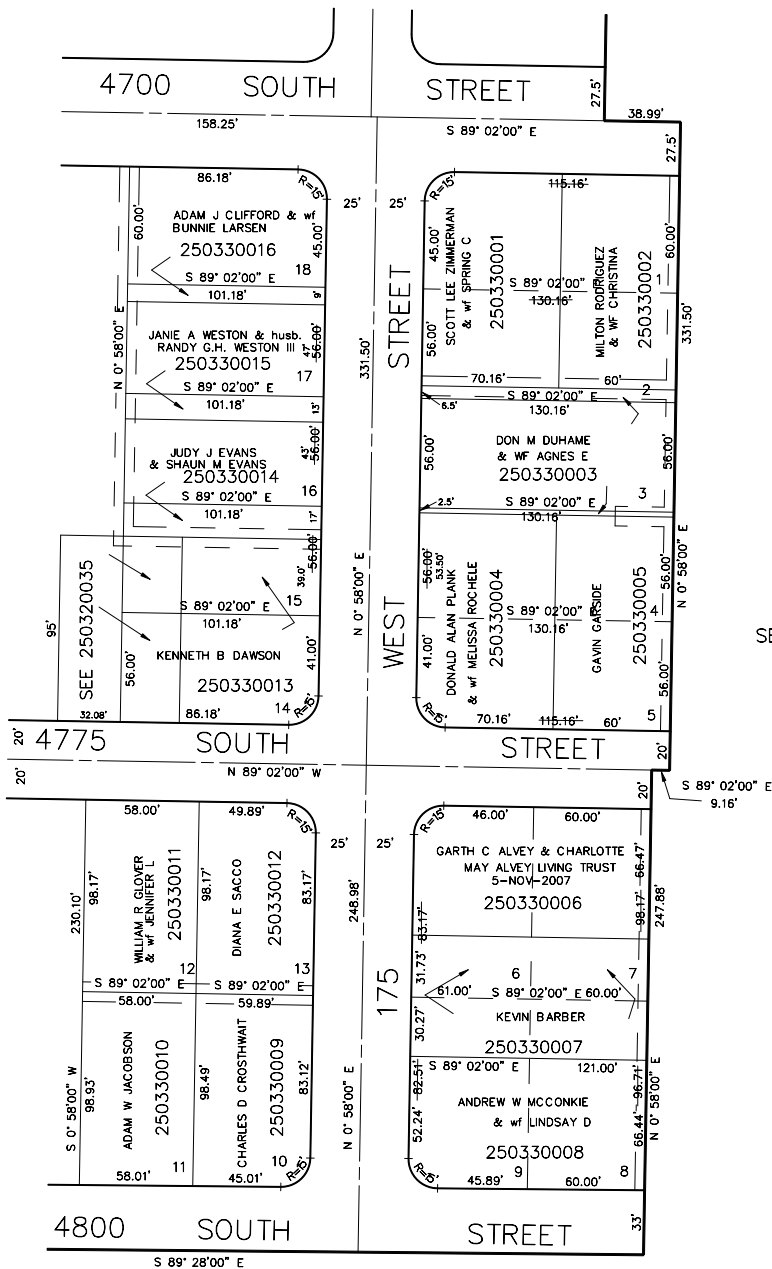 4700 SOUTH STREET
27.5'
38.99'
158.25'
S 89° 02'00" E
27.5'
86.18'
R=15'
25'
25'
R=15'
115.16'
60.00'
ADAM J CLIFFORD & wf
BUNNIE LARSEN
250330016
45.00'
18
S 89° 02'00" E
101.18'
9'
N 0° 58'00" E
JANIE A WESTON & husb.
RANDY G.H. WESTON III
250330015
47'
56.00'
17
S 89° 02'00" E
101.18'
13'
JUDY J EVANS
& SHAUN M EVANS
250330014
43'
56.00'
16
S 89° 02'00" E
101.18'
17'
56.00'
39.0'
15
S 89° 02'00" E
101.18'
95'
SEE 250320035
56.00'
KENNETH B DAWSON
250330013
41.00'
14
R=15'
32.08'
86.18'
331.50'
N 0° 58'00" E
175 WEST STREET
45.00'
SCOTT LEE ZIMMERMAN
& wf SPRING C
250330001
MILTON RODRIGUEZ
& WF CHRISTINA
250330002
60.00'
1
S 89° 02'00" E
130.16'
56.00'
331.50'
70.16'
60'
2
S 89° 02'00" E
130.16'
6.5'
DON M DUHAME
& WF AGNES E
250330003
56.00'
56.00'
3
2.5'
S 89° 02'00" E
130.16'
56.00'
53.50'
DONALD ALAN PLANK
& wf MELISSA ROCHELE
250330004
GAVIN GARSIDE
250330005
56.00'
N 0° 58'00" E
4
S 89° 02'00" E
130.16'
41.00'
56.00'
5
R=15'
70.16'
115.16'
60'
SE
20'
4775 SOUTH STREET
20'
20'
N 89° 02'00" W
20'
S 89° 02'00" E
9.16'
58.00'
49.89'
R=15'
25'
25'
R=15'
46.00'
60.00'
230.10'
98.17'
WILLIAM R GLOVER
& wf JENNIFER L
250330011
98.17'
DIANA E SACCO
250330012
83.17'
12
13
S 89° 02'00" E
S 89° 02'00" E
58.00'
59.89'
S 0° 58'00" W
98.93'
ADAM W JACOBSON
250330010
98.49'
CHARLES D CROSTHWAIT
250330009
83.12'
11
10
R=15'
58.01'
45.01'
248.98'
N 0° 58'00" E
GARTH C ALVEY & CHARLOTTE
MAY ALVEY LIVING TRUST
5-NOV-2007
250330006
66.47'
98.17'
247.88'
83.17'
31.73'
6
7
61.00'
S 89° 02'00" E
60.00'
KEVIN BARBER
30.27'
250330007
S 89° 02'00" E
121.00'
82.51'
96.71'
ANDREW W MCCONKIE
& wf LINDSAY D
250330008
52.24'
66.44'
N 0° 58'00" E
9
8
R=15'
45.89'
60.00'
33'
4800 SOUTH STREET
S 89° 28'00" E